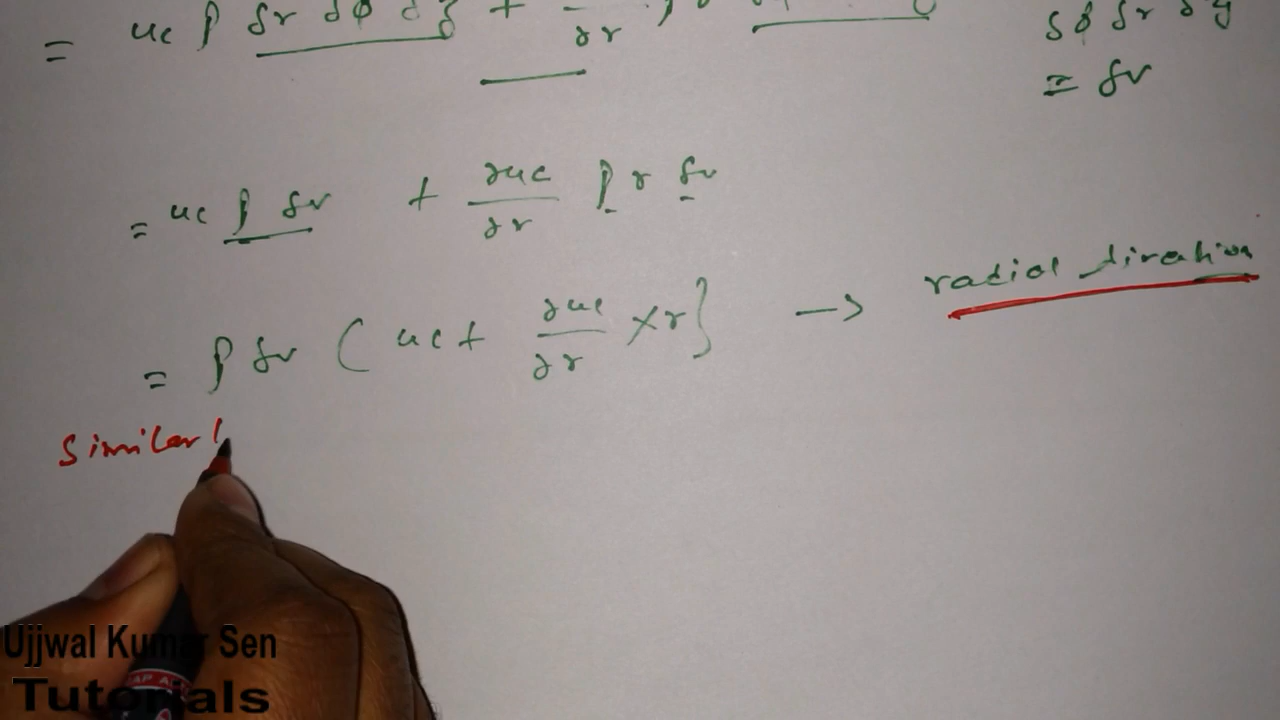 = uc ρ δr δφ δz + ∂r
δφ δr δz
= δv
= uc ρ δv + ∂uc/∂r ρ r δv
= ρ δv ( uc + ∂uc/∂r × r } → radial diraction
Similarl
Ujjwal Kumar Sen
Tutorials